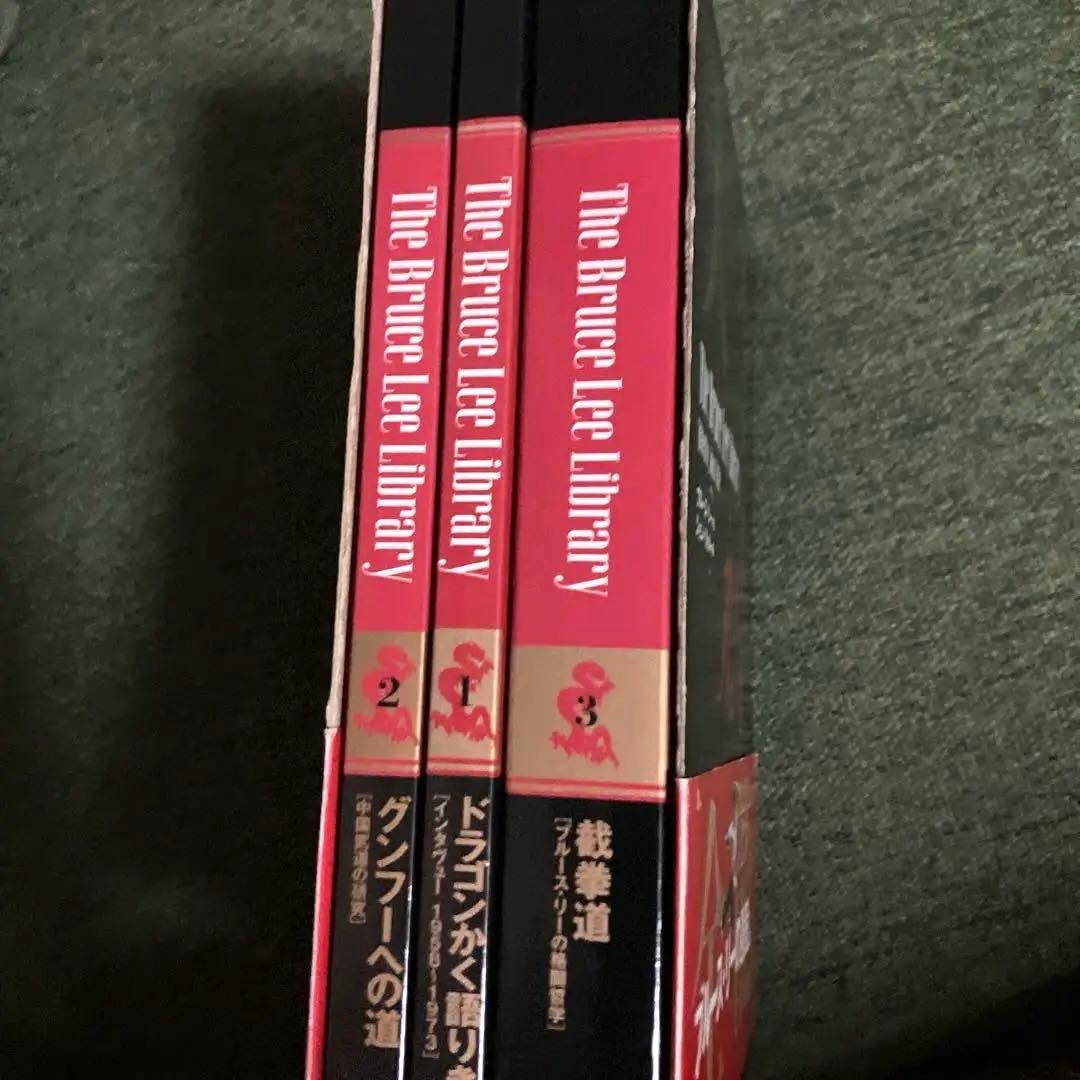 The Bruce Lee Library
2
グンフーへの道
[中国武道の研究]
The Bruce Lee Library
1
ドラゴンかく語りき
[インタヴュー 1958-1973]
The Bruce Lee Library
3
截拳道
[ブルース・リーの格闘哲学]